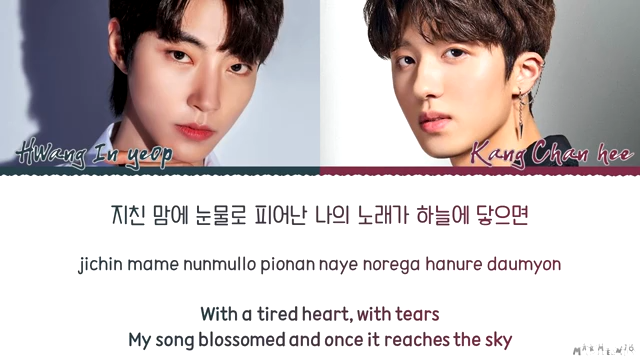 Hwang In yeop
Kang Chan hee
지친 맘에 눈물로 피어난 나의 노래가 하늘에 닿으면
jichin mame nunmullo pionan naye norega hanure daumyon
With a tired heart, with tears
My song blossomed and once it reaches the sky